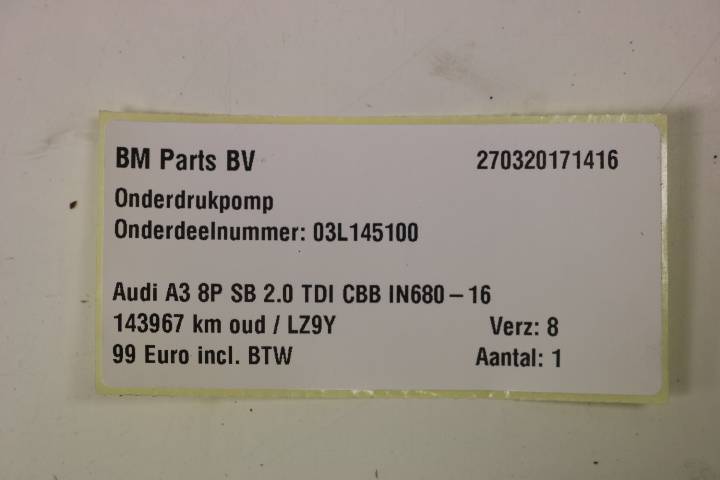 BM Parts BV 270320171416
Onderdrukpomp
Onderdeelnummer: 03L145100
Audi A3 8P SB 2.0 TDI CBB IN680-16
143967 km oud / LZ9Y Verz: 8
99 Euro incl. BTW Aantal: 1